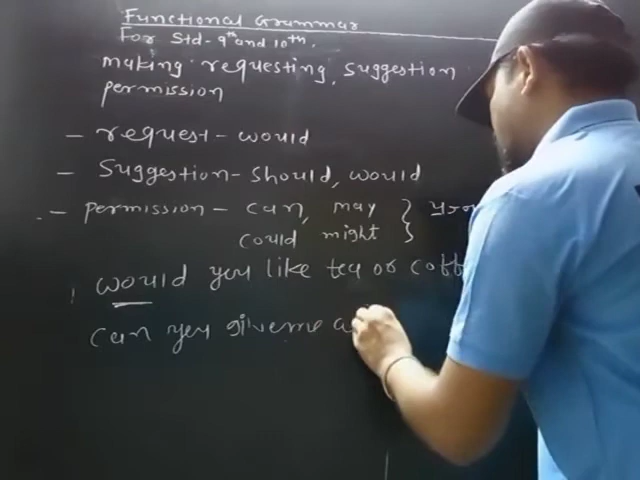 Functional Grammar
For Std - 9th and 10th.
making requesting, suggestion
permission
- request - would
- Suggestion - should, would
- permission - can, may
could might
would you like tea or coff
can you give me a